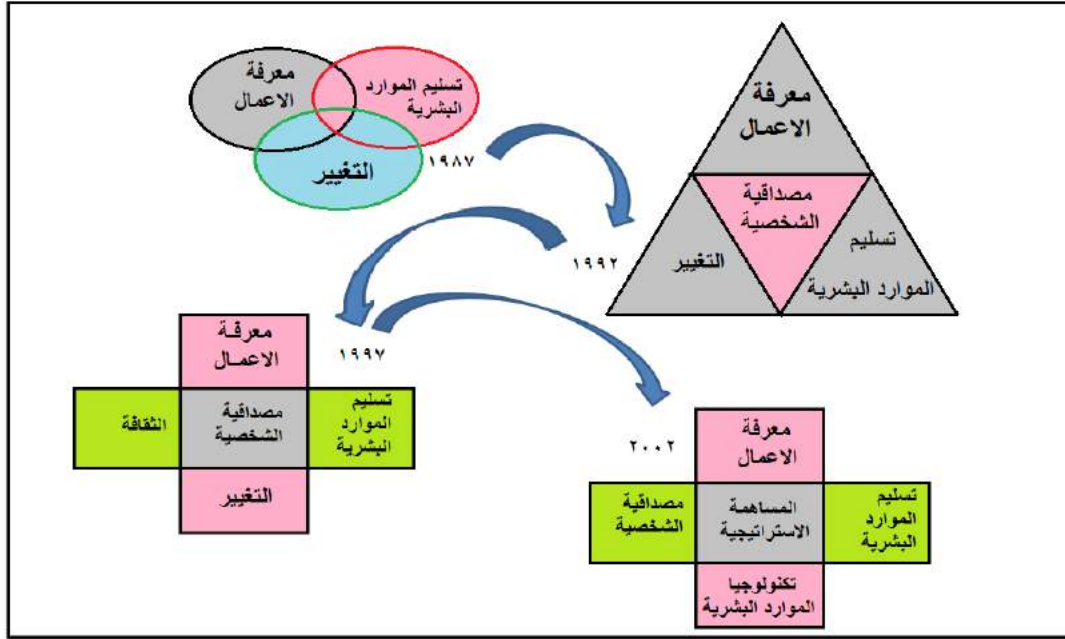 معرفة
الاعمال
تسليم الموارد
البشرية
التغيير
١٩٨٧
معرفة
الاعمال
مصداقية
الشخصية
التغيير
تسليم
الموارد البشرية
١٩٩٢
معرفة
الاعمال
الثقافة
مصداقية
الشخصية
تسليم
الموارد
البشرية
التغيير
١٩٩٧
معرفة
الاعمال
مصداقية
الشخصية
المساهمة
الاستراتيجية
تسليم
الموارد
البشرية
تكنولوجيا
الموارد البشرية
٢٠٠٢